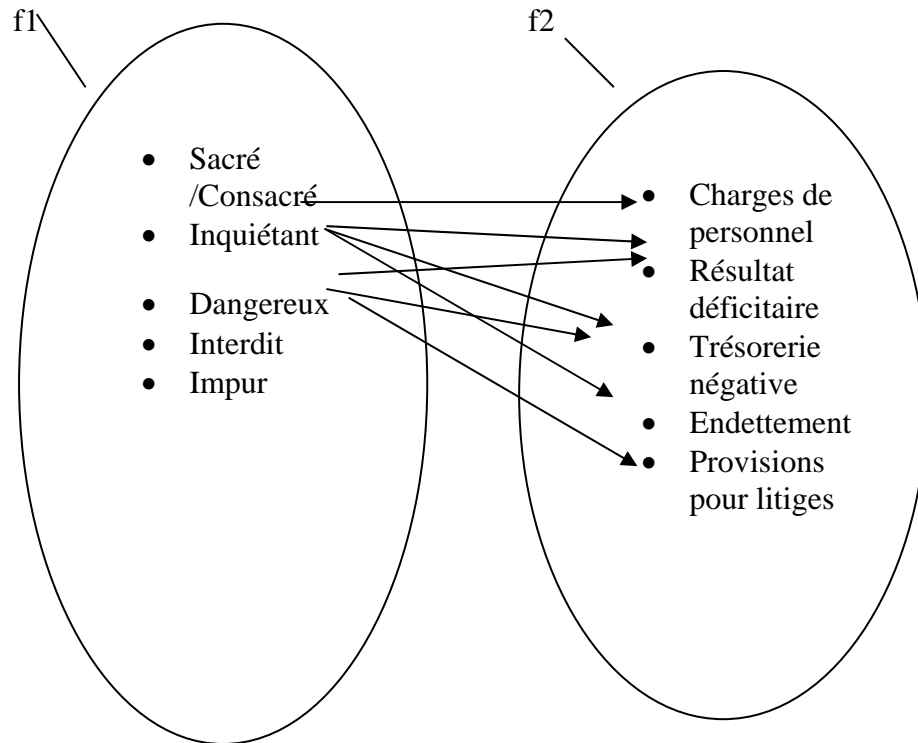 f1
f2
• Sacré
/Consacré
• Inquiétant
• Dangereux
• Interdit
• Impur
• Charges de
personnel
• Résultat
déficitaire
• Trésorerie
négative
• Endettement
• Provisions
pour litiges